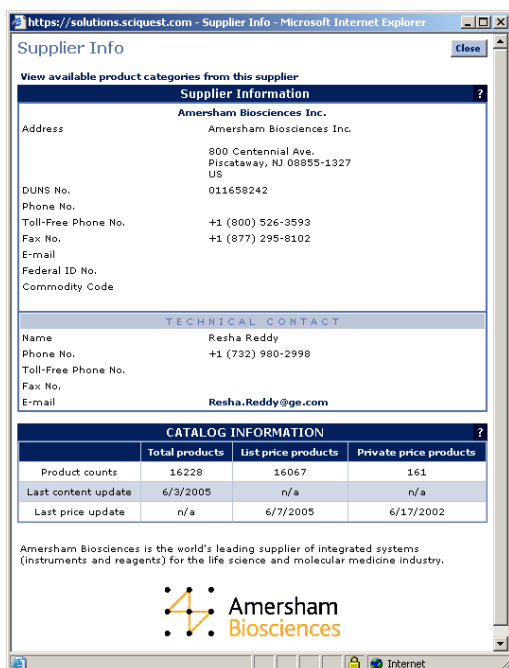 https://solutions.sciquest.com - Supplier Info - Microsoft Internet Explorer
Supplier Info
Close
View available product categories from this supplier
Supplier Information ?
Amersham Biosciences Inc.
Address Amersham Biosciences Inc.
800 Centennial Ave.
Piscataway, NJ 08855-1327
US
DUNS No. 011658242
Phone No.
Toll-Free Phone No. +1 (800) 526-3593
Fax No. +1 (877) 295-8102
E-mail
Federal ID No.
Commodity Code
TECHNICAL CONTACT
Name Resha Reddy
Phone No. +1 (732) 980-2998
Toll-Free Phone No.
Fax No.
E-mail Resha.Reddy@ge.com
CATALOG INFORMATION ?
Total products List price products Private price products
Product counts 16228 16067 161
Last content update 6/3/2005 n/a n/a
Last price update n/a 6/7/2005 6/17/2002
Amersham Biosciences is the world's leading supplier of integrated systems
(instruments and reagents) for the life science and molecular medicine industry.
Amersham
Biosciences
Internet